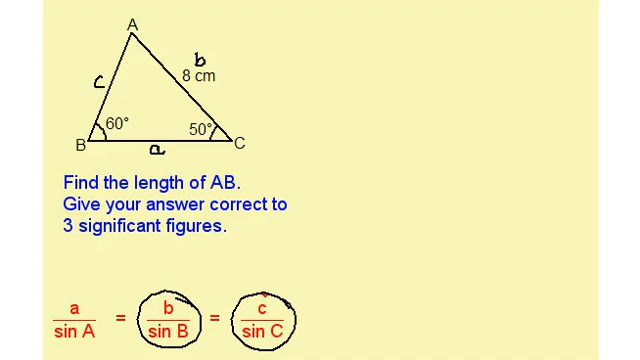 A
b
8 cm
c
60°
50°
B
a
C
Find the length of AB.
Give your answer correct to
3 significant figures.
a = b = c
sin A sin B sin C